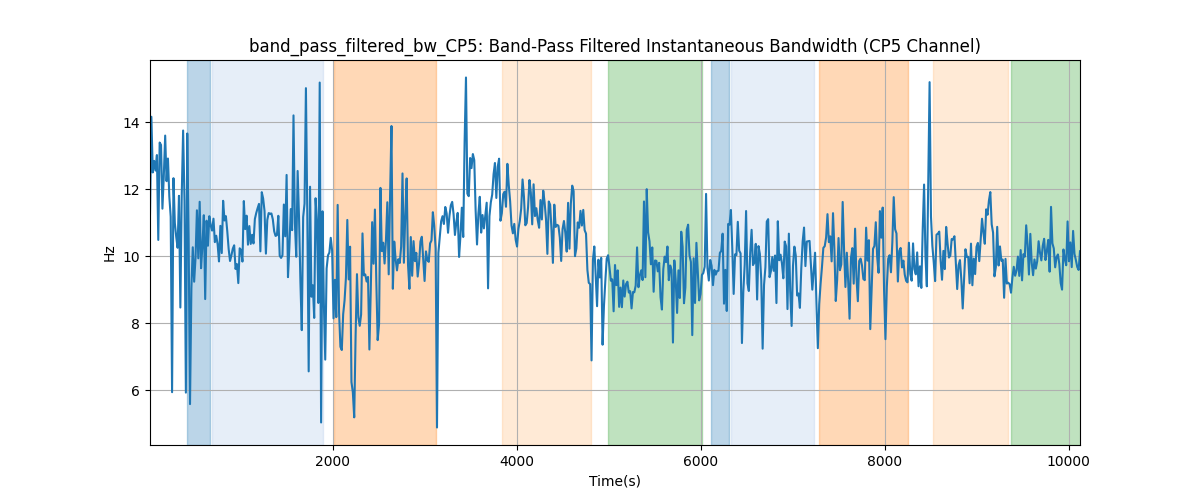 band_pass_filtered_bw_CP5: Band-Pass Filtered Instantaneous Bandwidth (CP5 Channel)
14
12
10
8
6
Hz
2000 4000 6000 8000 10000
Time(s)